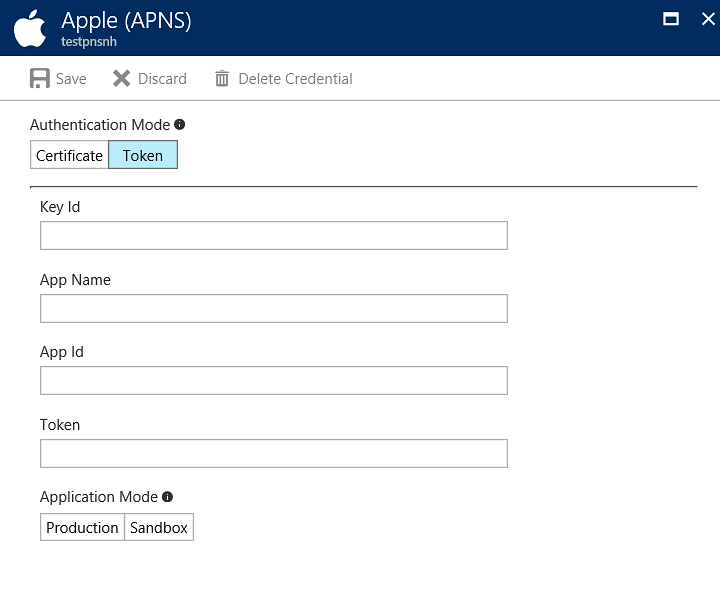 Apple (APNS)
testpnsnh
Save Discard Delete Credential
Authentication Mode
Certificate Token
Key Id
App Name
App Id
Token
Application Mode
Production Sandbox